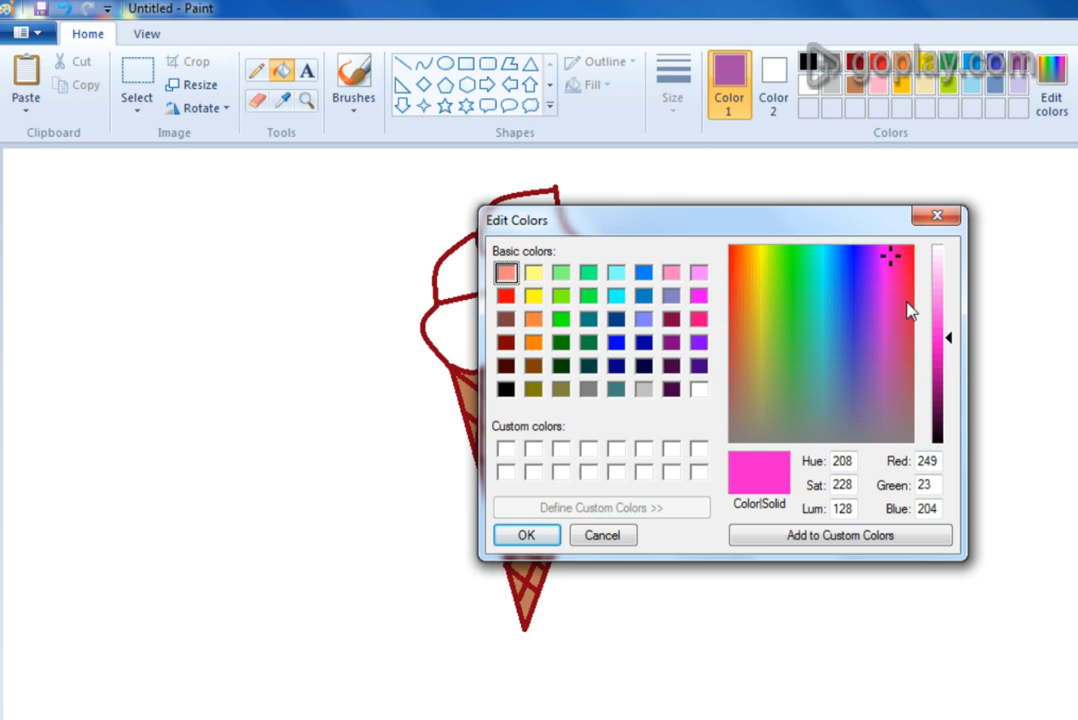 Untitled - Paint
Home View
Paste
Cut
Copy
Clipboard
Select
Crop
Resize
Rotate
Image
A
Tools
Brushes
Shapes
Outline
Fill
Size
Color 1
Color 2
Edit colors
Colors
goplay.com
Edit Colors
Basic colors:
Custom colors:
Define Custom Colors >>
OK Cancel
Color|Solid
Hue: 208 Red: 249
Sat: 228 Green: 23
Lum: 128 Blue: 204
Add to Custom Colors